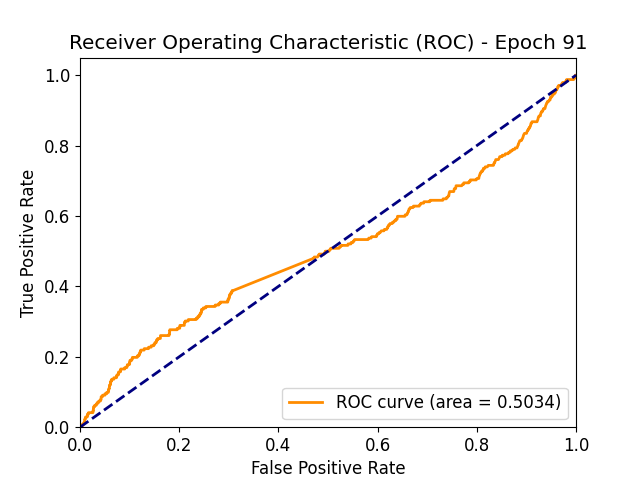 Receiver Operating Characteristic (ROC) - Epoch 91
True Positive Rate
1.0
0.8
0.6
0.4
0.2
0.0
ROC curve (area = 0.5034)
0.0 0.2 0.4 0.6 0.8 1.0
False Positive Rate